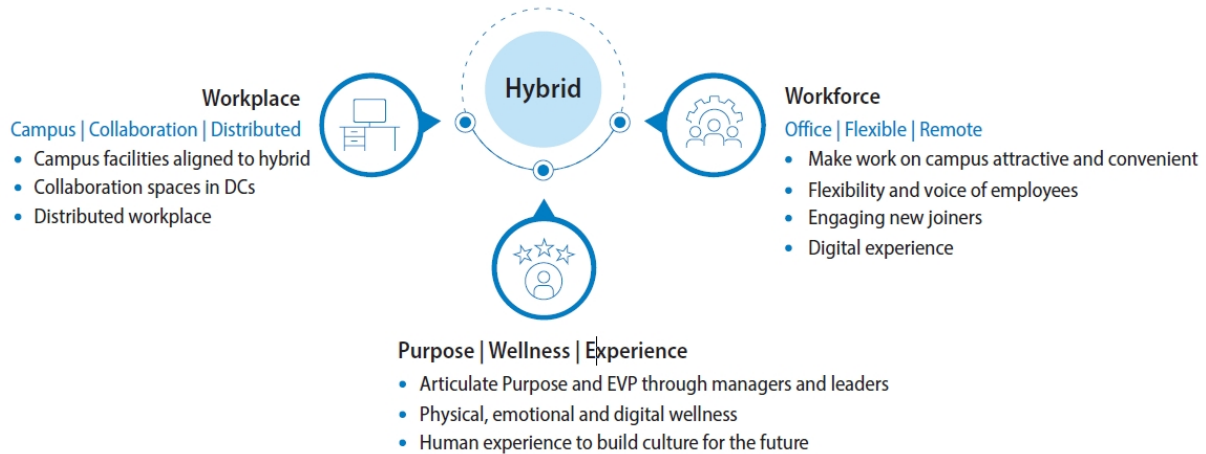 Hybrid
Workplace
Campus | Collaboration | Distributed
• Campus facilities aligned to hybrid
• Collaboration spaces in DCs
• Distributed workplace
Workforce
Office | Flexible | Remote
• Make work on campus attractive and convenient
• Flexibility and voice of employees
• Engaging new joiners
• Digital experience
Purpose | Wellness | Experience
• Articulate Purpose and EVP through managers and leaders
• Physical, emotional and digital wellness
• Human experience to build culture for the future